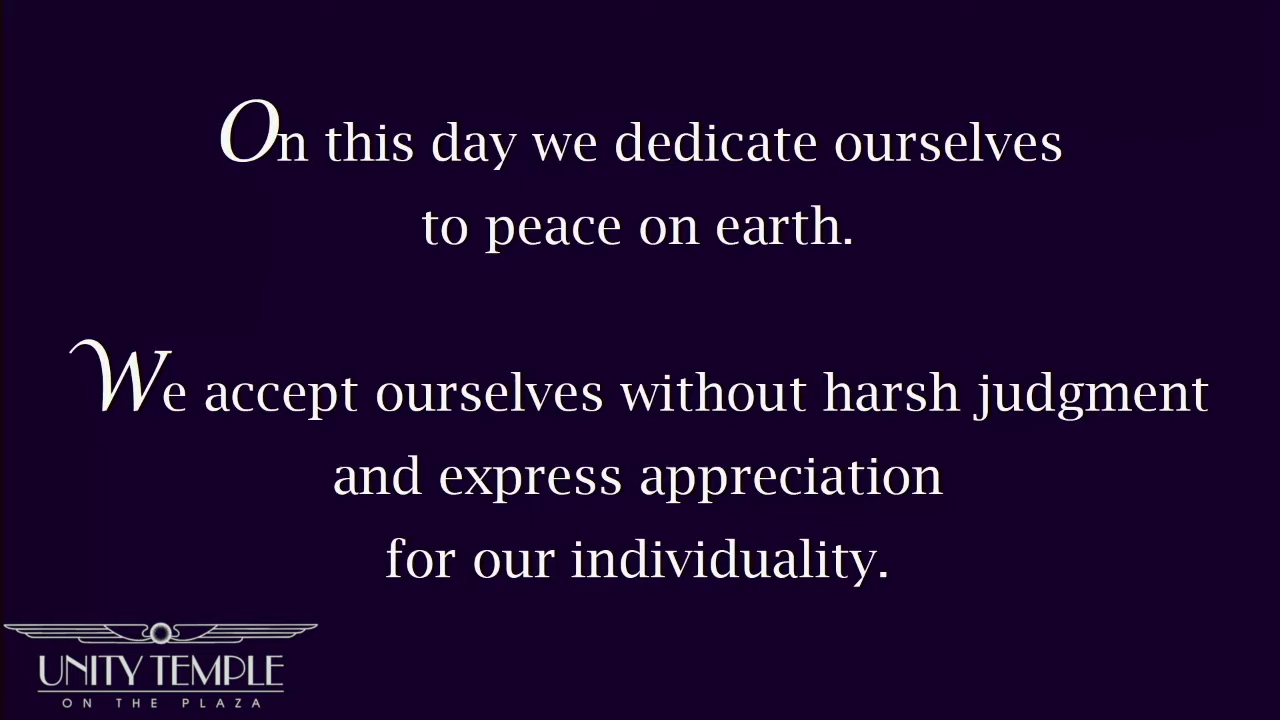 On this day we dedicate ourselves
to peace on earth.
We accept ourselves without harsh judgment
and express appreciation
for our individuality.
UNITY TEMPLE
ON THE PLAZA